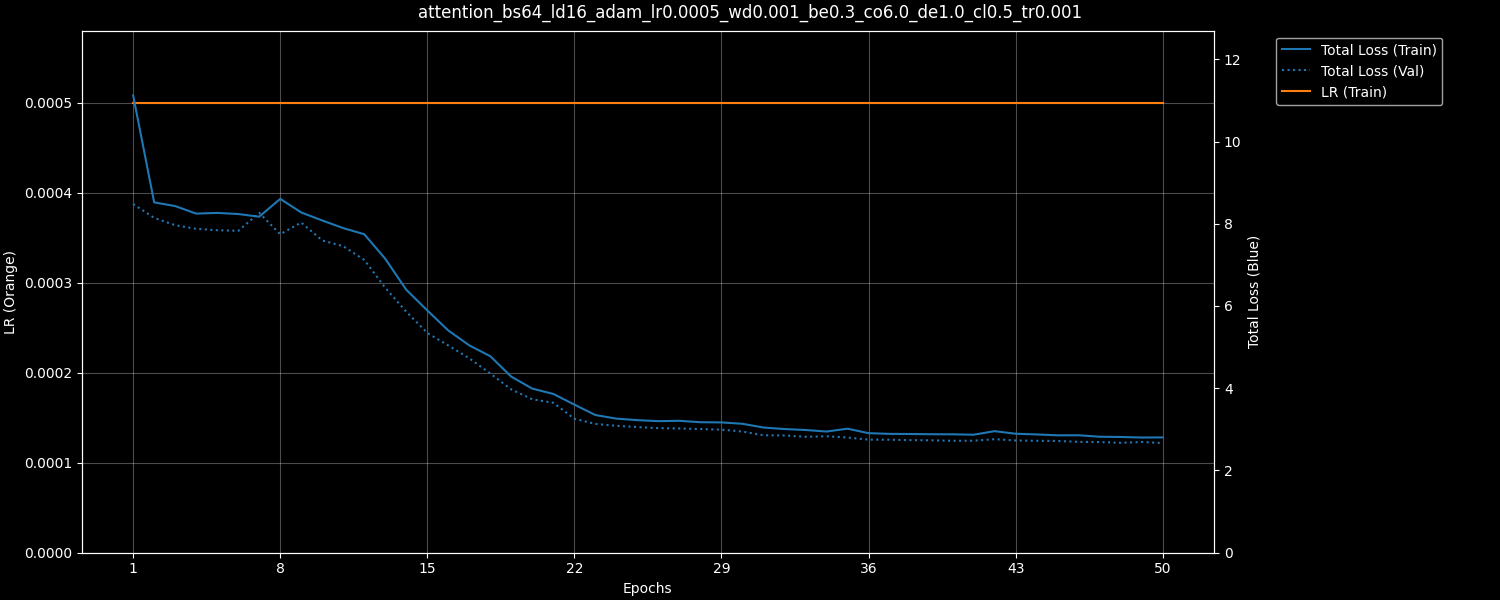 attention_bs64_ld16_adam_lr0.0005_wd0.001_be0.3_co6.0_de1.0_cl0.5_tr0.001
Total Loss (Train)
Total Loss (Val)
LR (Train)
LR (Orange)
0.0005
0.0004
0.0003
0.0002
0.0001
0.0000
12
10
8
6
4
2
0
Total Loss (Blue)
1 8 15 22 29 36 43 50
Epochs